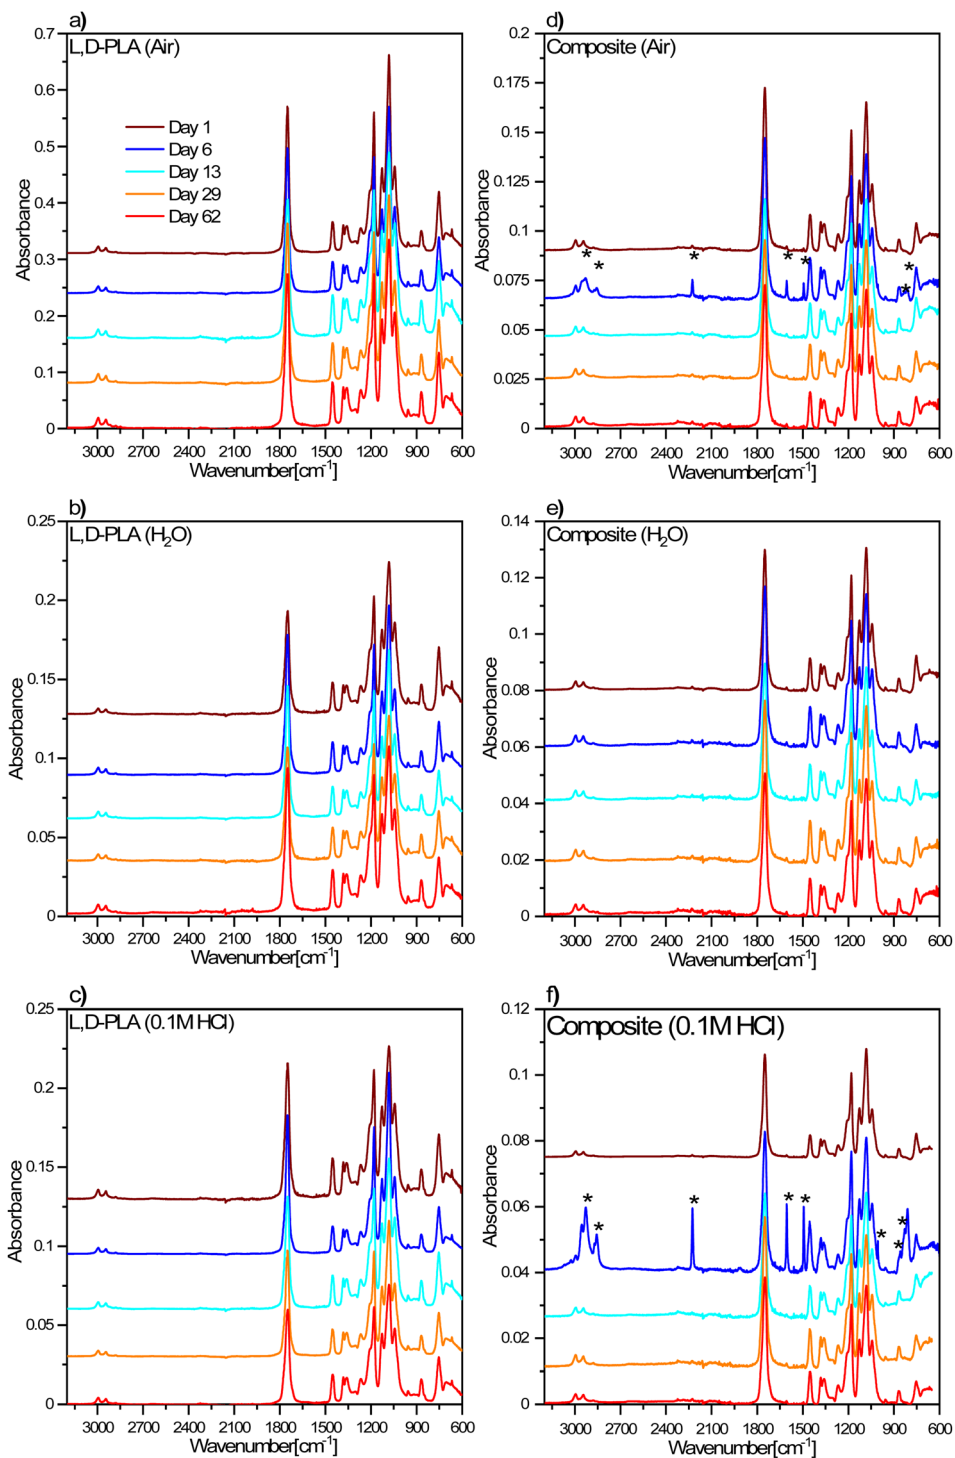 a)
L,D-PLA (Air)
0.7
0.6
0.5
0.4
0.3
0.2
0.1
0
Absorbance
Day 1
Day 6
Day 13
Day 29
Day 62
3000 2700 2400 2100 1800 1500 1200 900 600
Wavenumber[cm⁻¹]
d)
Composite (Air)
0.2
0.175
0.15
0.125
0.1
0.075
0.05
0.025
0
Absorbance
* * * * * * *
3000 2700 2400 2100 1800 1500 1200 900 600
Wavenumber[cm⁻¹]
b)
L,D-PLA (H₂O)
0.25
0.2
0.15
0.1
0.05
0
Absorbance
3000 2700 2400 2100 1800 1500 1200 900 600
Wavenumber[cm⁻¹]
e)
Composite (H₂O)
0.14
0.12
0.1
0.08
0.06
0.04
0.02
0
Absorbance
3000 2700 2400 2100 1800 1500 1200 900 600
Wavenumber[cm⁻¹]
c)
L,D-PLA (0.1M HCl)
0.25
0.2
0.15
0.1
0.05
0
Absorbance
3000 2700 2400 2100 1800 1500 1200 900 600
Wavenumber[cm⁻¹]
f)
Composite (0.1M HCl)
0.12
0.1
0.08
0.06
0.04
0.02
0
Absorbance
* * * * * * * *
3000 2700 2400 2100 1800 1500 1200 900 600
Wavenumber[cm⁻¹]